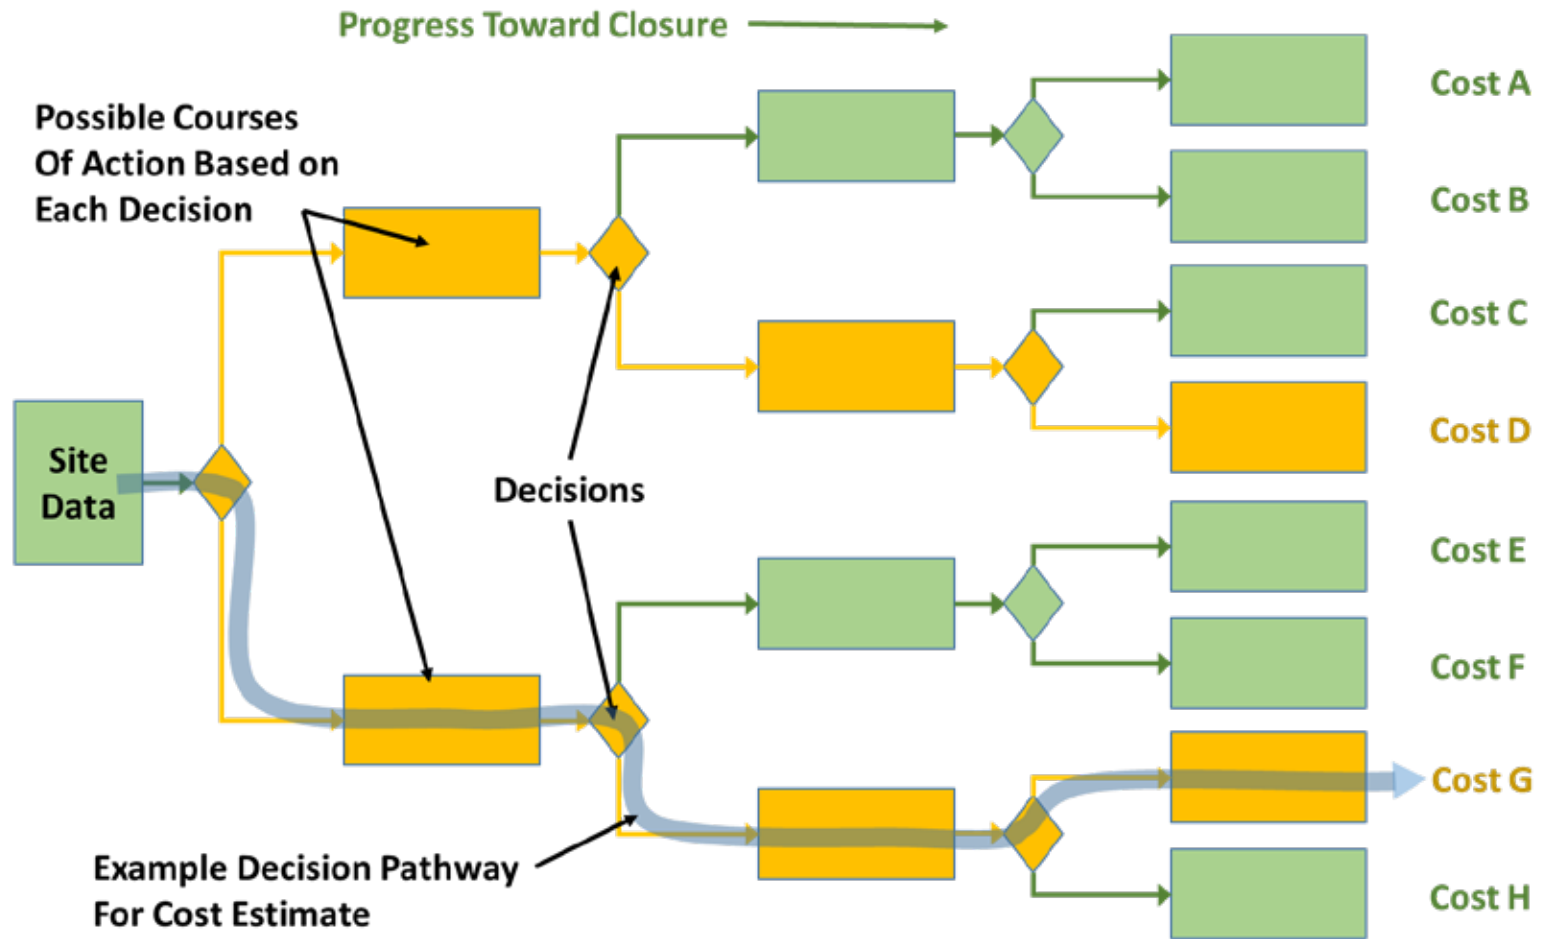 Progress Toward Closure
Possible Courses
Of Action Based on
Each Decision
Site
Data
Decisions
Example Decision Pathway
For Cost Estimate
Cost A
Cost B
Cost C
Cost D
Cost E
Cost F
Cost G
Cost H